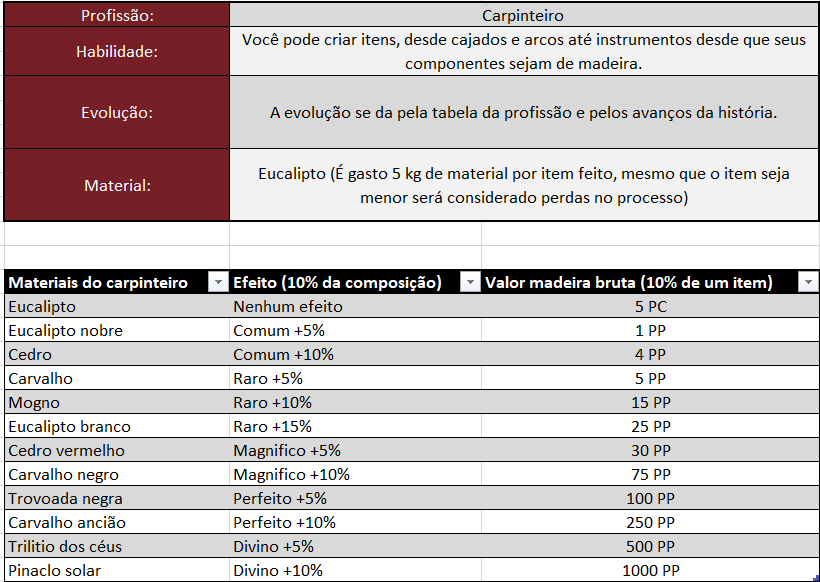 Profissão: Carpinteiro
Habilidade: Você pode criar itens, desde cajados e arcos até instrumentos desde que seus
componentes sejam de madeira.
Evolução: A evolução se da pela tabela da profissão e pelos avanços da história.
Material: Eucalipto (É gasto 5 kg de material por item feito, mesmo que o item seja
menor será considerado perdas no processo)
Materiais do carpinteiro Efeito (10% da composição) Valor madeira bruta (10% de um item)
Eucalipto Nenhum efeito 5 PC
Eucalipto nobre Comum +5% 1 PP
Cedro Comum +10% 4 PP
Carvalho Raro +5% 5 PP
Mogno Raro +10% 15 PP
Eucalipto branco Raro +15% 25 PP
Cedro vermelho Magnifico +5% 30 PP
Carvalho negro Magnifico +10% 75 PP
Trovoada negra Perfeito +5% 100 PP
Carvalho ancião Perfeito +10% 250 PP
Trilitio dos céus Divino +5% 500 PP
Pinaclo solar Divino +10% 1000 PP